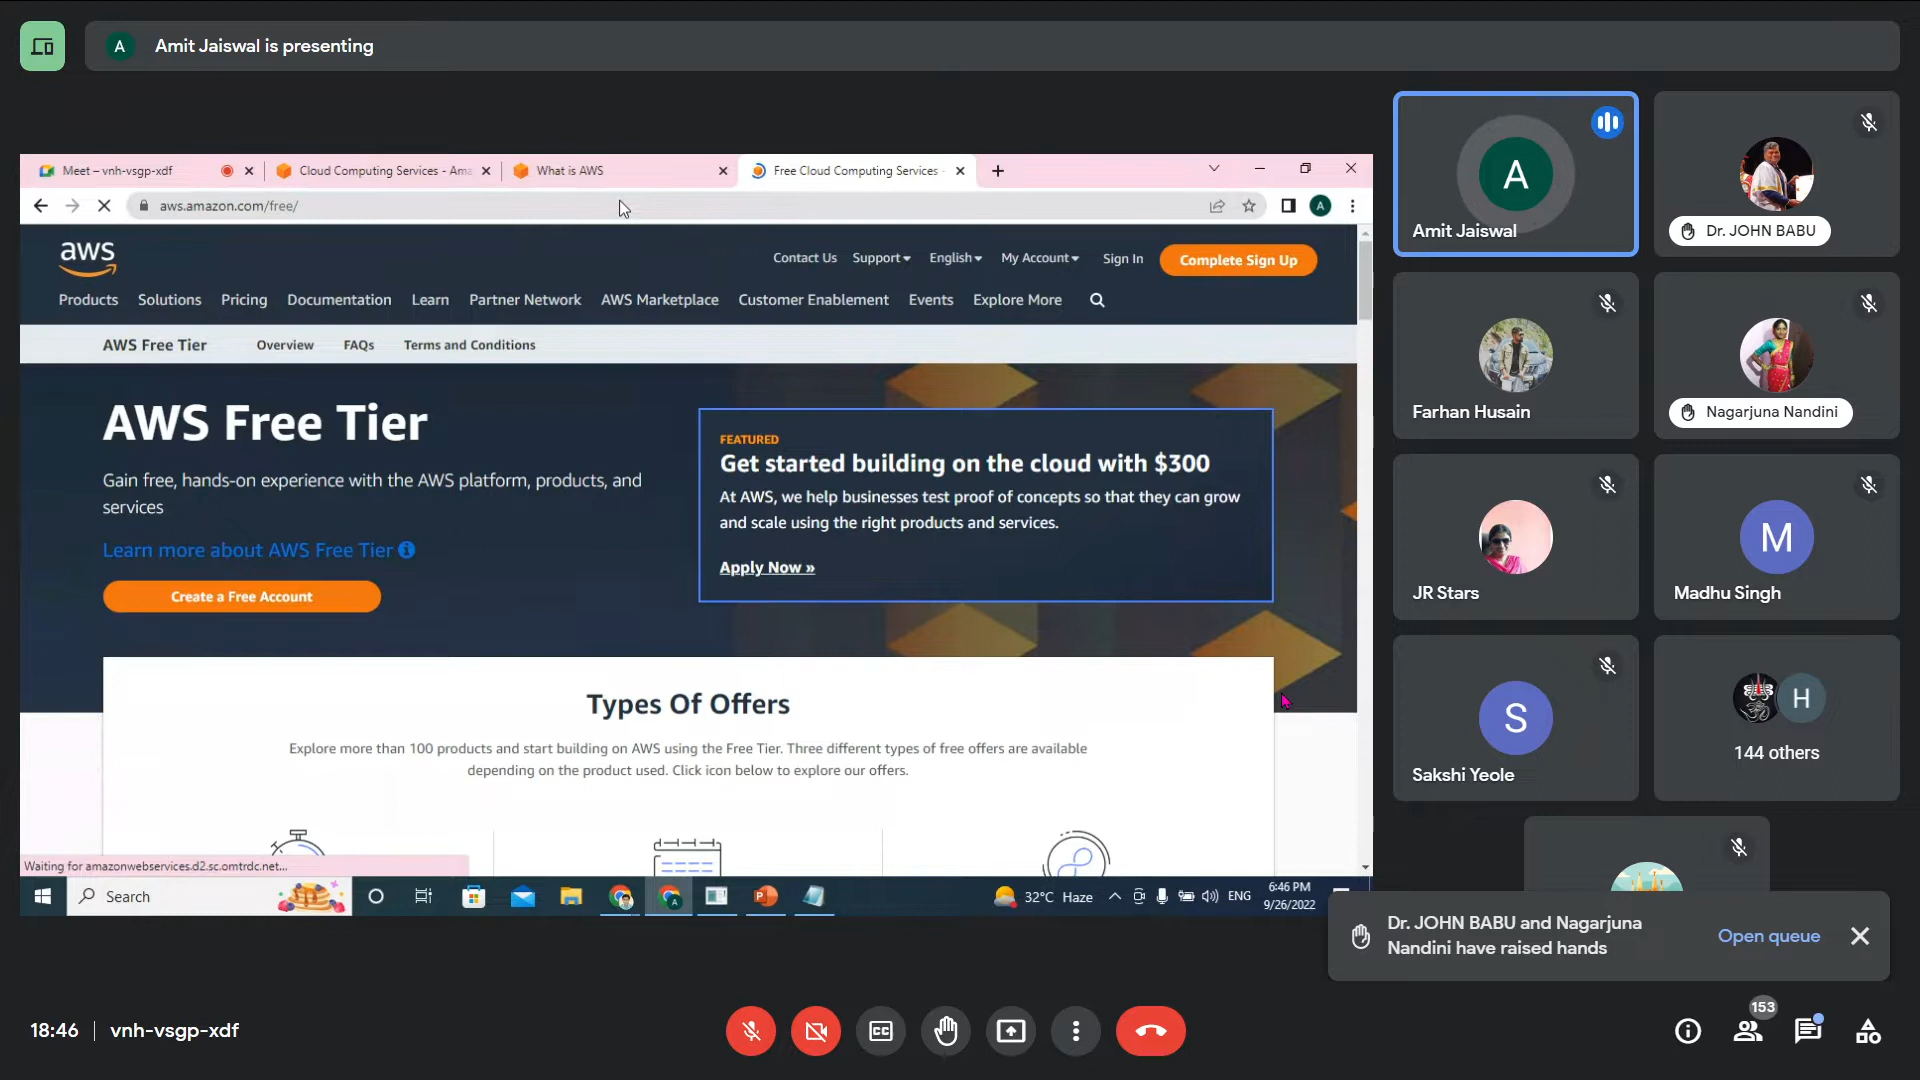 A Amit Jaiswal is presenting
Meet – vnh-vsgp-xdf
Cloud Computing Services - Ama
What is AWS
Free Cloud Computing Services -
aws.amazon.com/free/
A
aws
Contact Us Support English My Account Sign In Complete Sign Up
Products Solutions Pricing Documentation Learn Partner Network AWS Marketplace Customer Enablement Events Explore More
AWS Free Tier Overview FAQs Terms and Conditions
AWS Free Tier
Gain free, hands-on experience with the AWS platform, products, and
services
Learn more about AWS Free Tier
Create a Free Account
FEATURED
Get started building on the cloud with $300
At AWS, we help businesses test proof of concepts so that they can grow
and scale using the right products and services.
Apply Now »
Types Of Offers
Explore more than 100 products and start building on AWS using the Free Tier. Three different types of free offers are available
depending on the product used. Click icon below to explore our offers.
Waiting for amazonwebservices.d2.sc.omtrdc.net...
Search
32°C Haze
ENG
6:46 PM
9/26/2022
A
Amit Jaiswal
Dr. JOHN BABU
Farhan Husain
Nagarjuna Nandini
JR Stars
M
Madhu Singh
S
Sakshi Yeole
H
144 others
Dr. JOHN BABU and Nagarjuna
Nandini have raised hands
Open queue
18:46 vnh-vsgp-xdf
CC
153